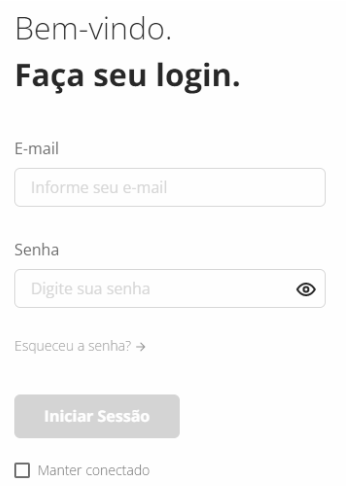 Bem-vindo.
Faça seu login.
E-mail
Informe seu e-mail
Senha
Digite sua senha
Esqueceu a senha? →
Iniciar Sessão
Manter conectado